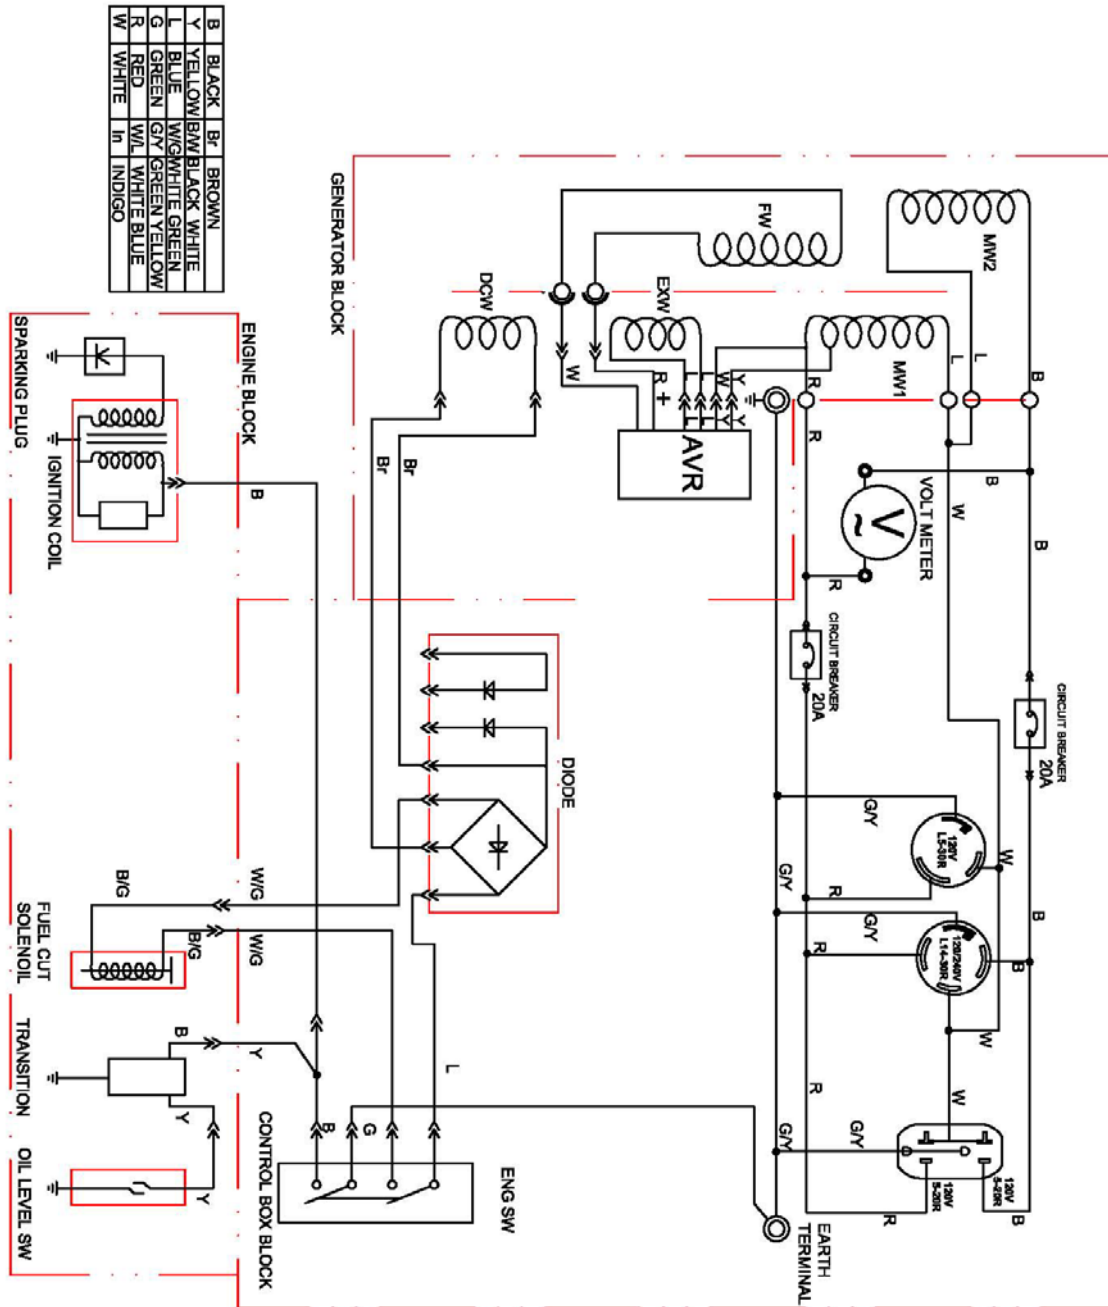 B BLACK Br BROWN
Y YELLOW B/W BLACK WHITE
L BLUE W/G WHITE GREEN
G GREEN G/Y GREEN YELLOW
R RED W/L WHITE BLUE
W WHITE In INDIGO
GENERATOR BLOCK
MW2
FW
MW1
EXW
DCW
L
L
B
R
W
R
+
L
L
W
Y
L
L
Y
Y
AVR
R
B
W
B
V
~
VOLT METER
R
Br
Br
CIRCUIT BREAKER
20A
CIRCUIT BREAKER
20A
ENGINE BLOCK
SPARKING PLUG
IGNITION COIL
B
DIODE
120V
L5-30R
G/Y
W
R
G/Y
120/240V
L14-30R
G/Y
R
B
B
W
W
R
G/Y
G/Y
120V
5-20R
120V
5-20R
R
B
EARTH
TERMINAL
B/G
W/G
B/G
W/G
FUEL CUT
SOLENOIL
TRANSITION
B
Y
Y
L
OIL LEVEL SW
Y
B
G
ENG SW
CONTROL BOX BLOCK